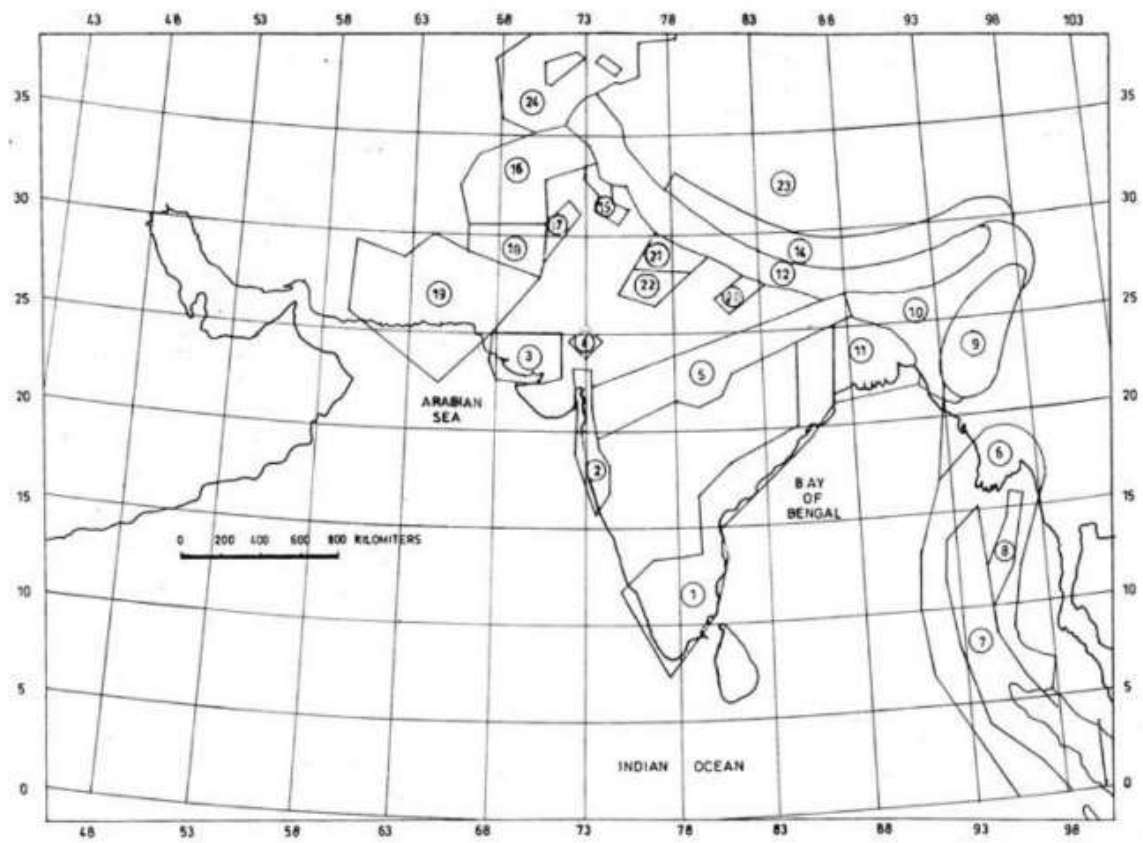 43 48 53 58 63 68 73 78 83 88 93 98 103
35 24 35
16 23
30 15 30
17
18 21 14
19 22 12
25 10 25
9
3 11
5
20 ARABIAN 20
SEA
6
2
BAY
15 OF 15
BENGAL
0 200 400 600 800 KILOMITERS
8
10 1 10
7
5 5
INDIAN OCEAN
0 0
48 53 58 63 68 73 78 83 88 93 98